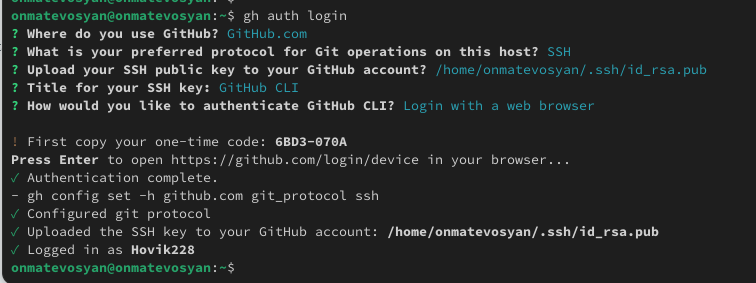 onmatevosyan@onmatevosyan:~$ gh auth login
? Where do you use GitHub? GitHub.com
? What is your preferred protocol for Git operations on this host? SSH
? Upload your SSH public key to your GitHub account? /home/onmatevosyan/.ssh/id_rsa.pub
? Title for your SSH key: GitHub CLI
? How would you like to authenticate GitHub CLI? Login with a web browser
! First copy your one-time code: 6BD3-070A
Press Enter to open https://github.com/login/device in your browser...
✓ Authentication complete.
- gh config set -h github.com git_protocol ssh
✓ Configured git protocol
✓ Uploaded the SSH key to your GitHub account: /home/onmatevosyan/.ssh/id_rsa.pub
✓ Logged in as Hovik228
onmatevosyan@onmatevosyan:~$